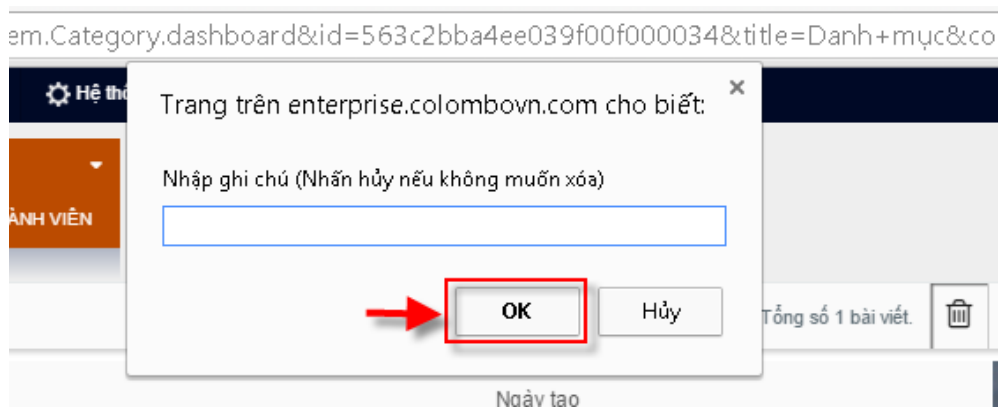 em.Category.dashboard&id=563c2bba4ee039f00f000034&title=Danh+mục&co
Hệ thố
Trang trên enterprise.colombovn.com cho biết:
×
ÀNH VIÊN
Nhập ghi chú (Nhấn hủy nếu không muốn xóa)
OK Hủy
Tổng số 1 bài viết.
Ngày tạo